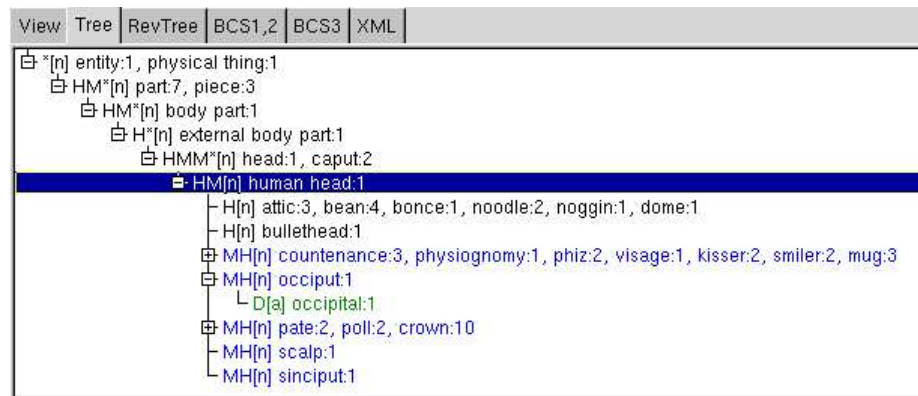 View Tree RevTree BCS1,2 BCS3 XML
*[n] entity:1, physical thing:1
HM*[n] part:7, piece:3
HM*[n] body part:1
H*[n] external body part:1
HMM*[n] head:1, caput:2
HM[n] human head:1
H[n] attic:3, bean:4, bonce:1, noodle:2, noggin:1, dome:1
H[n] bullethead:1
MH[n] countenance:3, physiognomy:1, phiz:2, visage:1, kisser:2, smiler:2, mug:3
MH[n] occiput:1
D[a] occipital:1
MH[n] pate:2, poll:2, crown:10
MH[n] scalp:1
MH[n] sinciput:1